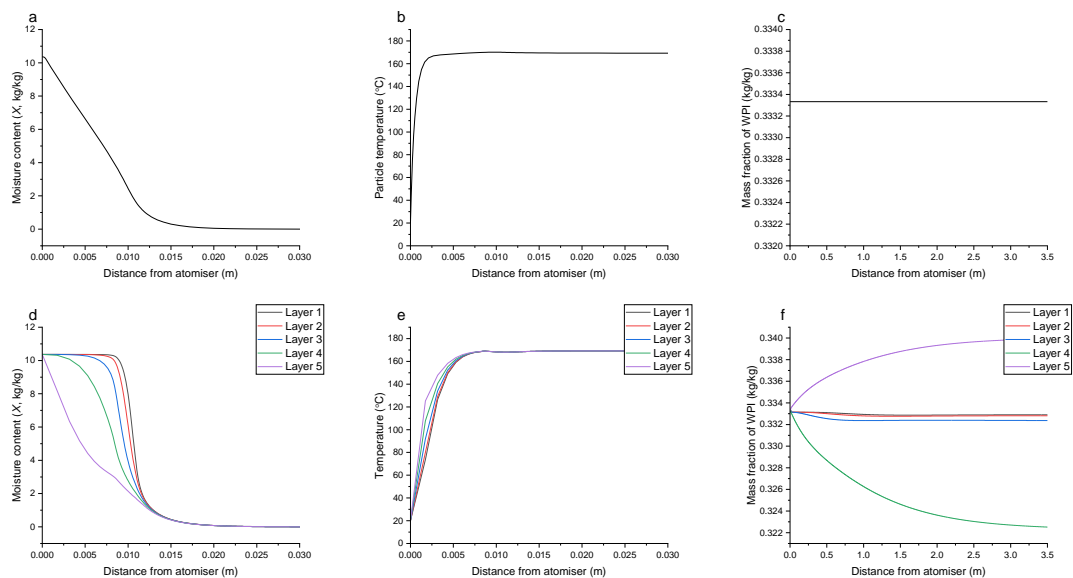 a
12
10
8
6
4
2
0
Moisture content (X, kg/kg)
0.000 0.005 0.010 0.015 0.020 0.025 0.030
Distance from atomiser (m)
b
180
160
140
120
100
80
60
40
20
0
Particle temperature (°C)
0.000 0.005 0.010 0.015 0.020 0.025 0.030
Distance from atomiser (m)
c
0.3340
0.3338
0.3336
0.3334
0.3332
0.3330
0.3328
0.3326
0.3324
0.3322
0.3320
Mass fraction of WPI (kg/kg)
0.0 0.5 1.0 1.5 2.0 2.5 3.0 3.5
Distance from atomiser (m)
d
Layer 1
Layer 2
Layer 3
Layer 4
Layer 5
12
10
8
6
4
2
0
Moisture content (X, kg/kg)
0.000 0.005 0.010 0.015 0.020 0.025 0.030
Distance from atomiser (m)
e
Layer 1
Layer 2
Layer 3
Layer 4
Layer 5
180
160
140
120
100
80
60
40
20
0
Temperature (°C)
0.000 0.005 0.010 0.015 0.020 0.025 0.030
Distance from atomiser (m)
f
Layer 1
Layer 2
Layer 3
Layer 4
Layer 5
0.340
0.338
0.336
0.334
0.332
0.330
0.328
0.326
0.324
0.322
Mass fraction of WPI (kg/kg)
0.0 0.5 1.0 1.5 2.0 2.5 3.0 3.5
Distance from atomiser (m)